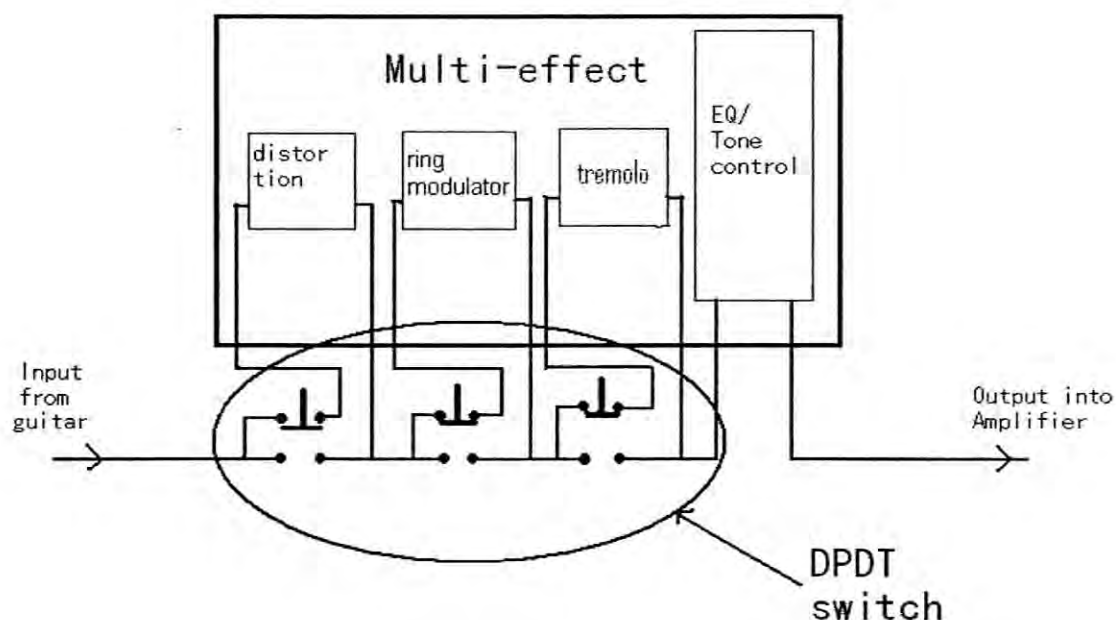 Multi-effect
distor
tion
ring
modulator
tremolo
EQ/
Tone
control
Input
from
guitar
Output into
Amplifier
DPDT
switch